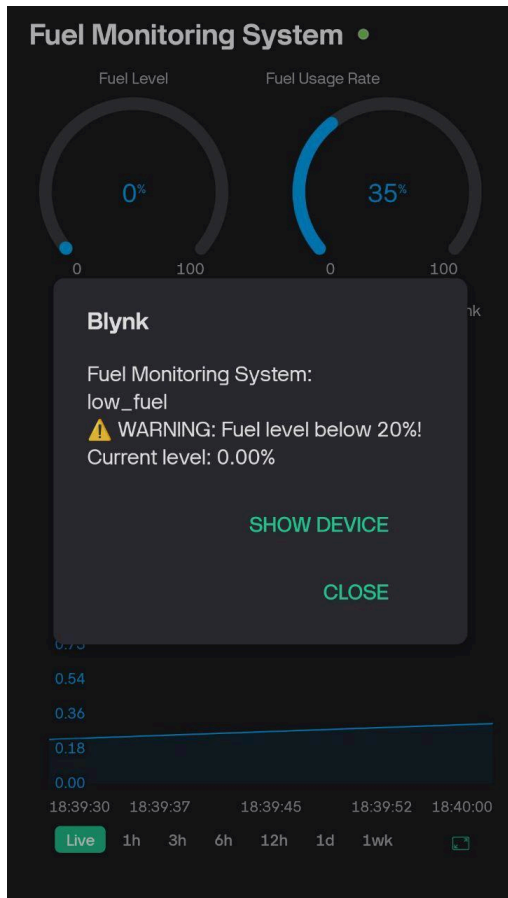 Fuel Monitoring System
Fuel Level
Fuel Usage Rate
0%
35%
0
100
0
100
Blynk
Fuel Monitoring System:
low_fuel
⚠️ WARNING: Fuel level below 20%!
Current level: 0.00%
SHOW DEVICE
CLOSE
0.54
0.36
0.18
0.00
18:39:30 18:39:37 18:39:45 18:39:52 18:40:00
Live 1h 3h 6h 12h 1d 1wk